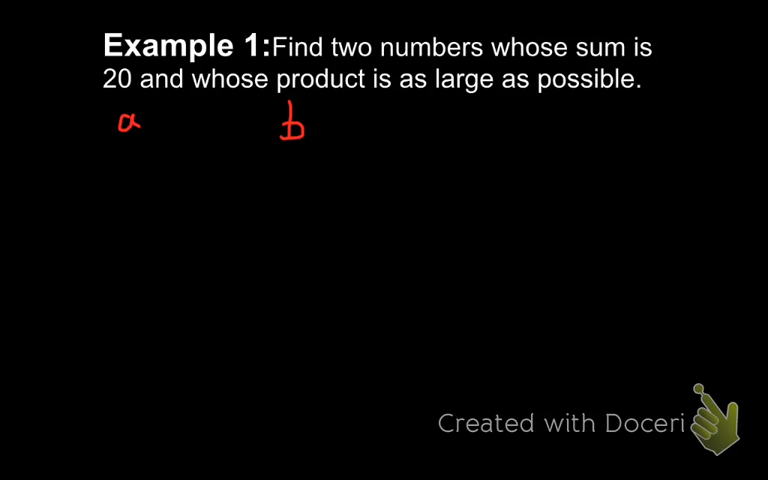 Example 1:Find two numbers whose sum is
20 and whose product is as large as possible.
a b
Created with Doceri